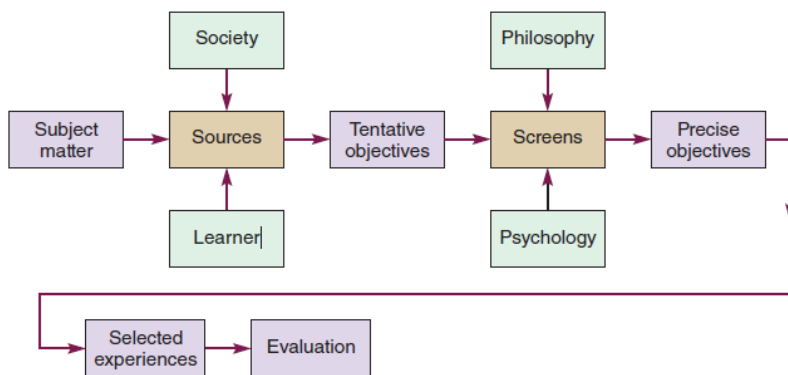 Society
Philosophy
Subject
matter
Sources
Tentative
objectives
Screens
Precise
objectives
Learner
Psychology
Selected
experiences
Evaluation